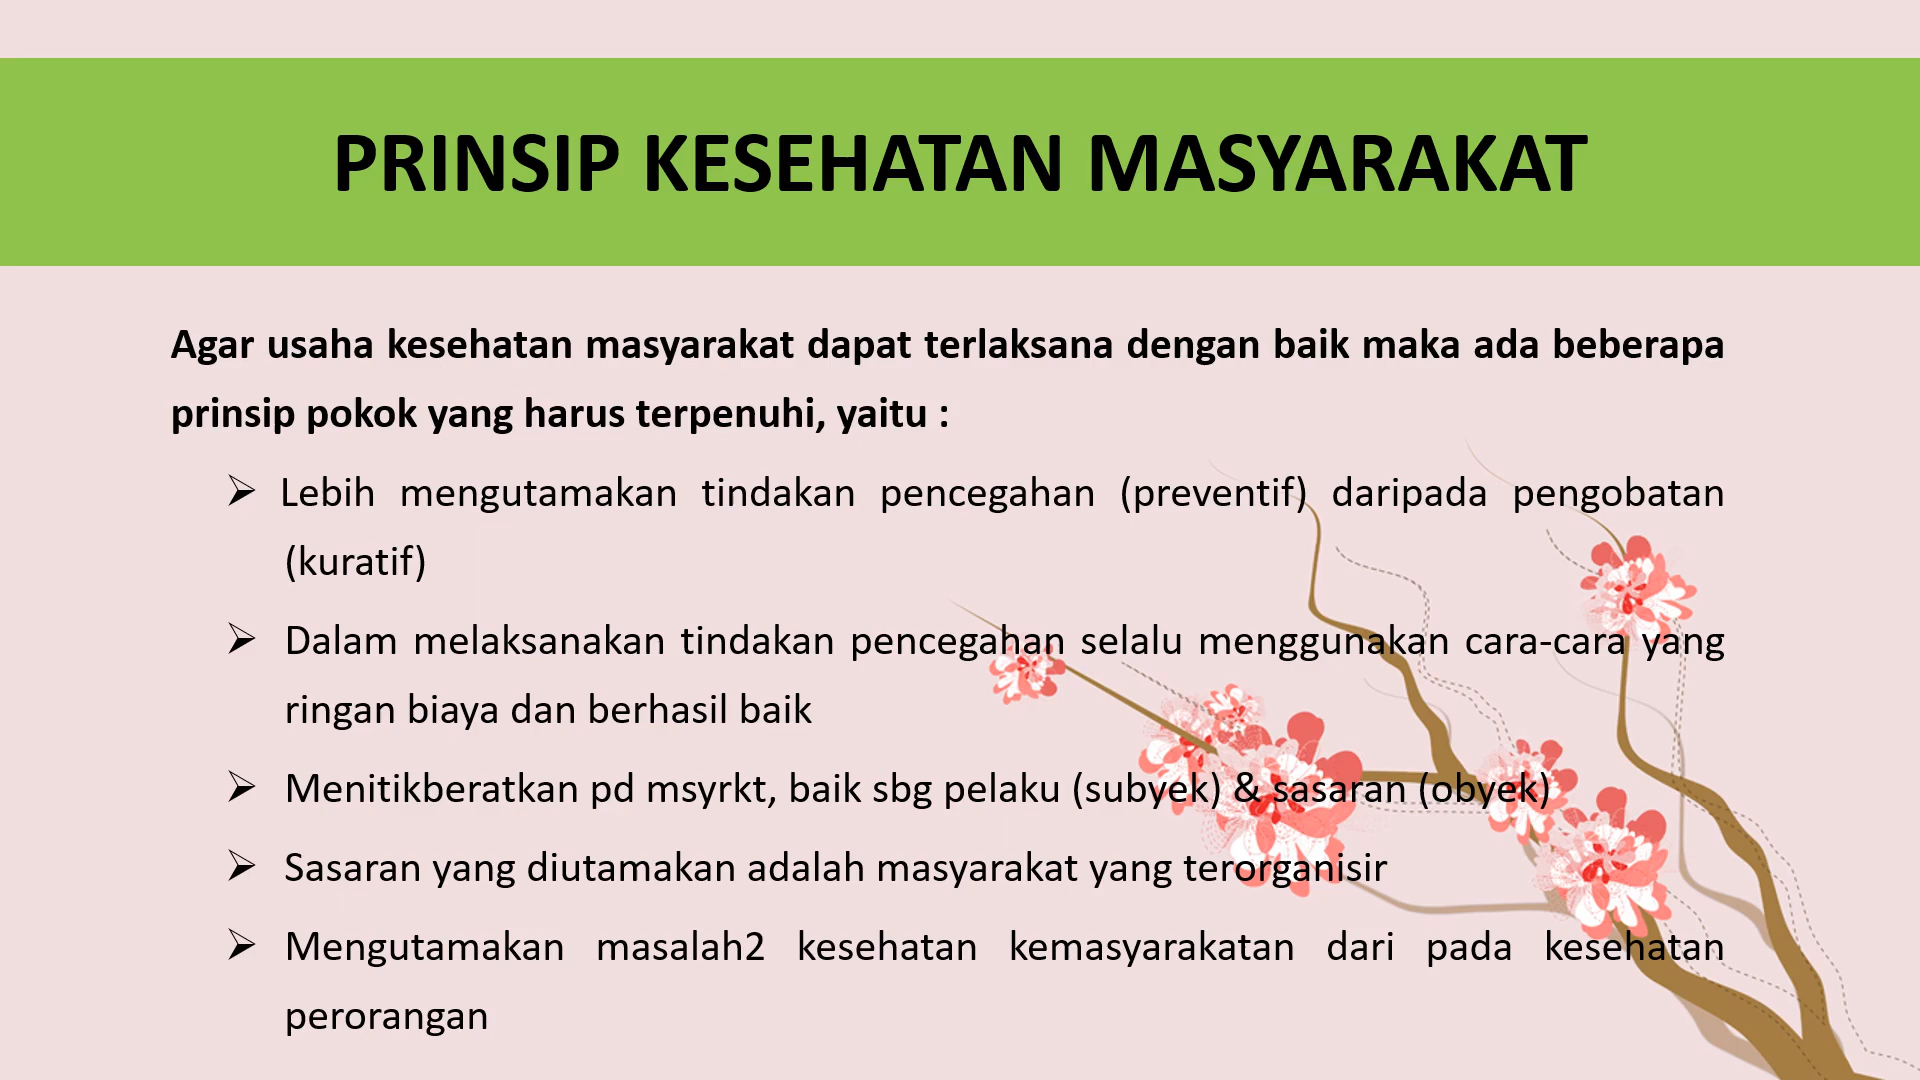 PRINSIP KESEHATAN MASYARAKAT
Agar usaha kesehatan masyarakat dapat terlaksana dengan baik maka ada beberapa
prinsip pokok yang harus terpenuhi, yaitu :
➢ Lebih mengutamakan tindakan pencegahan (preventif) daripada pengobatan
(kuratif)
➢ Dalam melaksanakan tindakan pencegahan selalu menggunakan cara-cara yang
ringan biaya dan berhasil baik
➢ Menitikberatkan pd msyrkt, baik sbg pelaku (subyek) & sasaran (obyek)
➢ Sasaran yang diutamakan adalah masyarakat yang terorganisir
➢ Mengutamakan masalah2 kesehatan kemasyarakatan dari pada kesehatan
perorangan